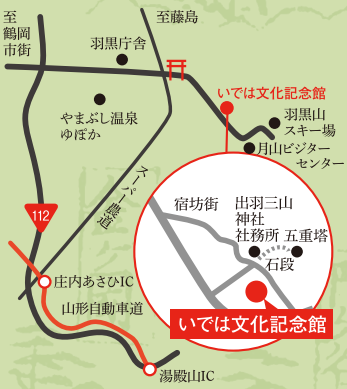 至
鶴岡
市街
至藤島
羽黒庁舎
いでは文化記念館
やまぶし温泉
ゆぽか
羽黒山
スキー場
月山ビジター
センター
スーパー農道
112
宿坊街
出羽三山
神社
社務所
五重塔
石段
庄内あさひIC
いでは文化記念館
山形自動車道
湯殿山IC